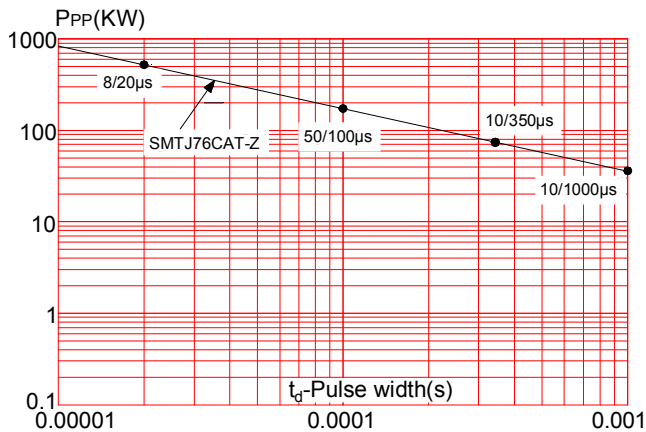 PPP(KW)
1000
8/20μs
10/350μs
100
SMTJ76CAT-Z
50/100μs
10/1000μs
10
1
td-Pulse width(s)
0.1
0.00001
0.0001
0.001